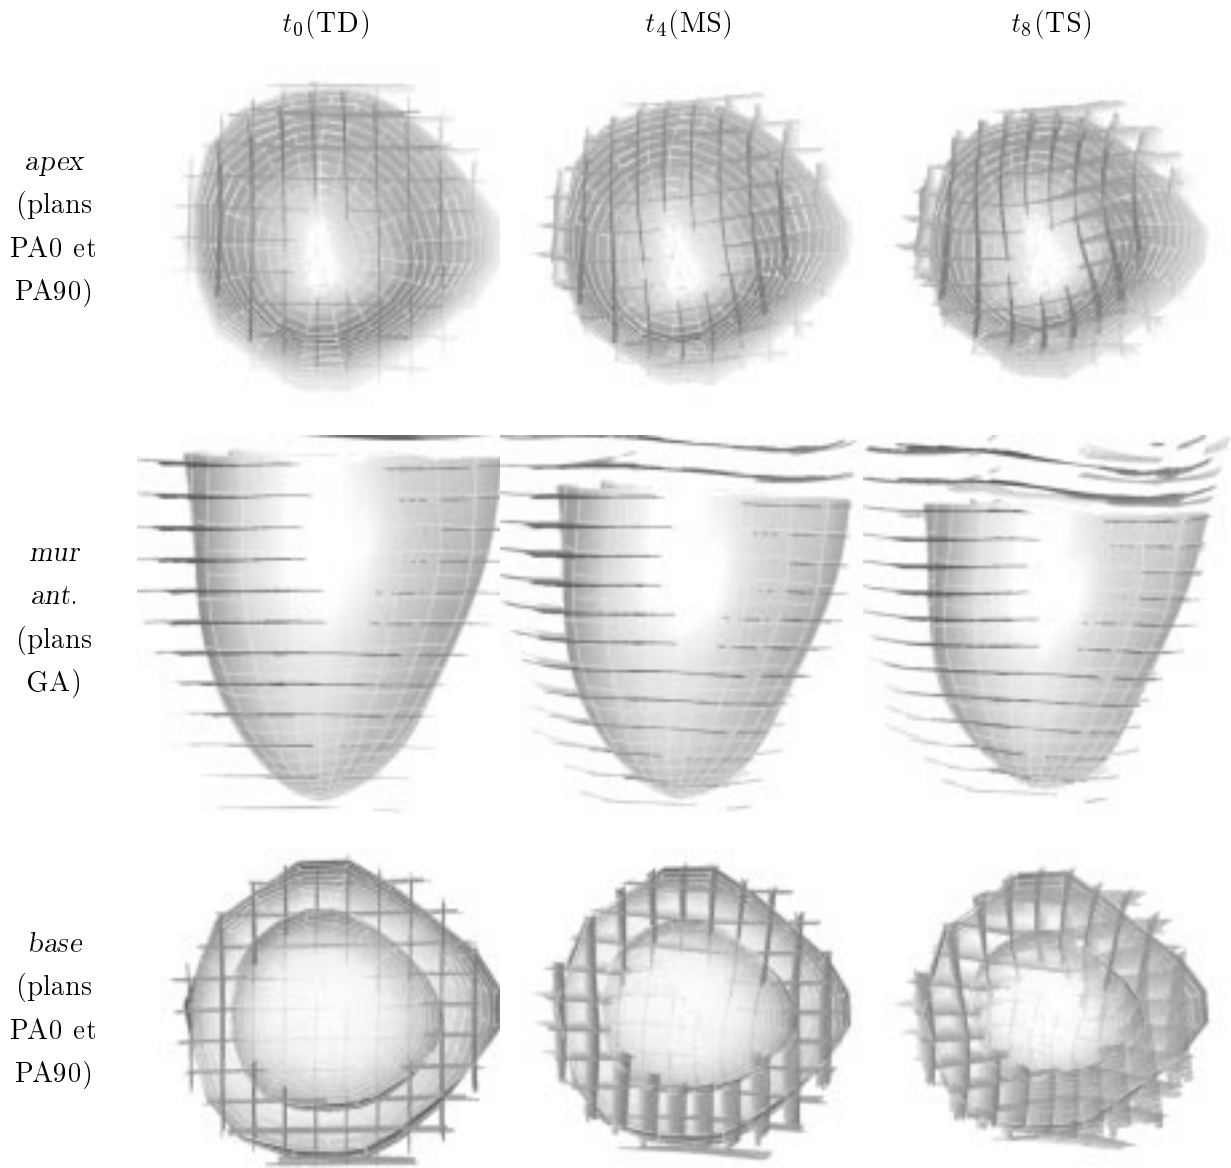 t₀(TD)
t₄(MS)
t₈(TS)
apex
(plans
PA0 et
PA90)
mur
ant.
(plans
GA)
base
(plans
PA0 et
PA90)